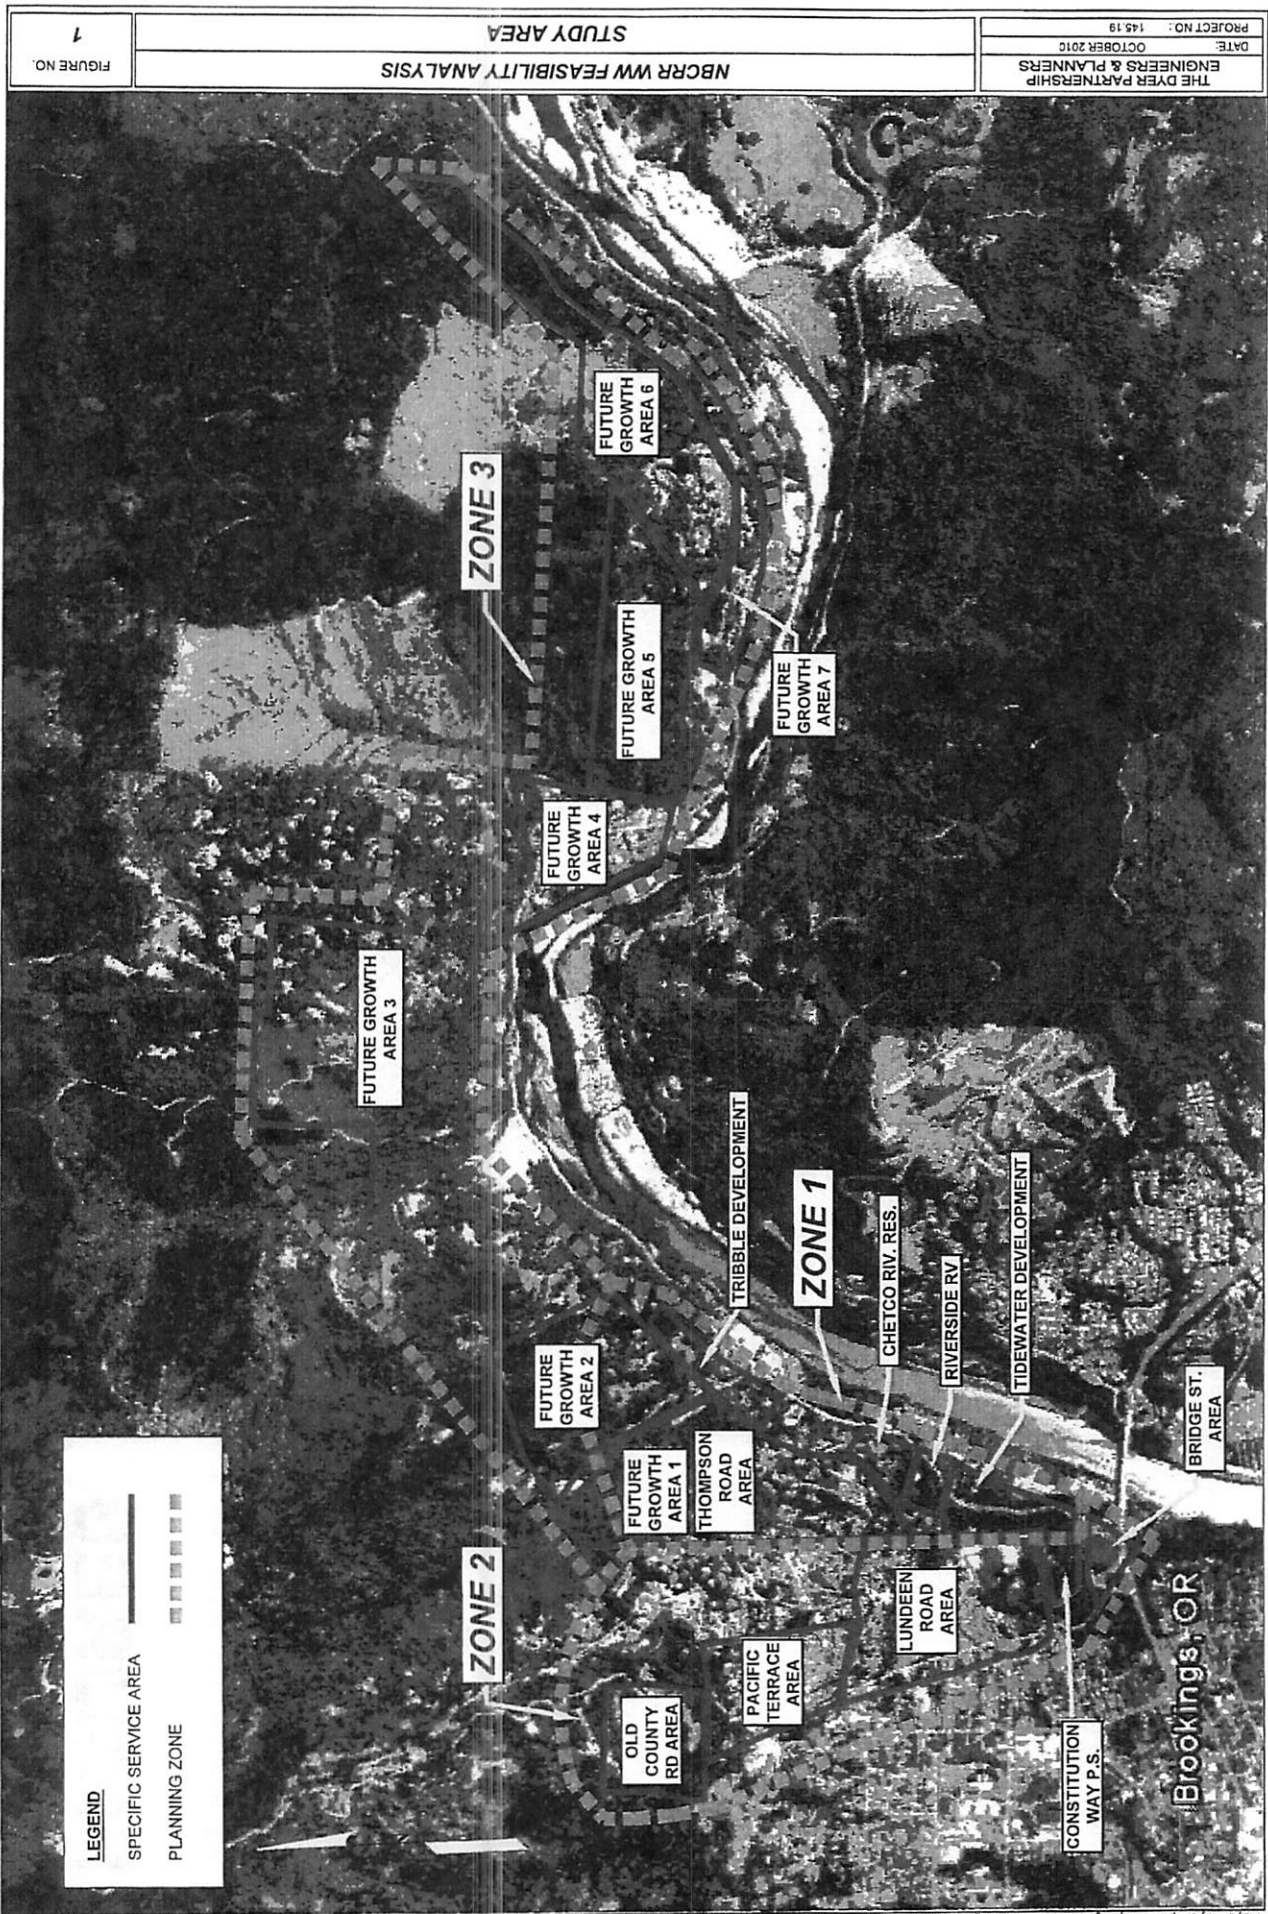 THE DYER PARTNERSHIP
ENGINEERS & PLANNERS
DATE: OCTOBER 2010
PROJECT NO.: 145.19
NBCRR WW FEASIBILITY ANALYSIS
STUDY AREA
FIGURE NO.
1
LEGEND
SPECIFIC SERVICE AREA
PLANNING ZONE
ZONE 2
OLD
COUNTY
RD AREA
PACIFIC
TERRACE
AREA
LUNDEEN
ROAD
AREA
CONSTITUTION
WAY P.S.
Brookings, OR
BRIDGE ST.
AREA
FUTURE
GROWTH
AREA 1
THOMPSON
ROAD
AREA
FUTURE
GROWTH
AREA 2
TRIBBLE DEVELOPMENT
ZONE 1
CHETCO RIV. RES.
RIVERSIDE RV
TIDEWATER DEVELOPMENT
FUTURE GROWTH
AREA 3
FUTURE
GROWTH
AREA 4
ZONE 3
FUTURE GROWTH
AREA 5
FUTURE
GROWTH
AREA 6
FUTURE
GROWTH
AREA 7